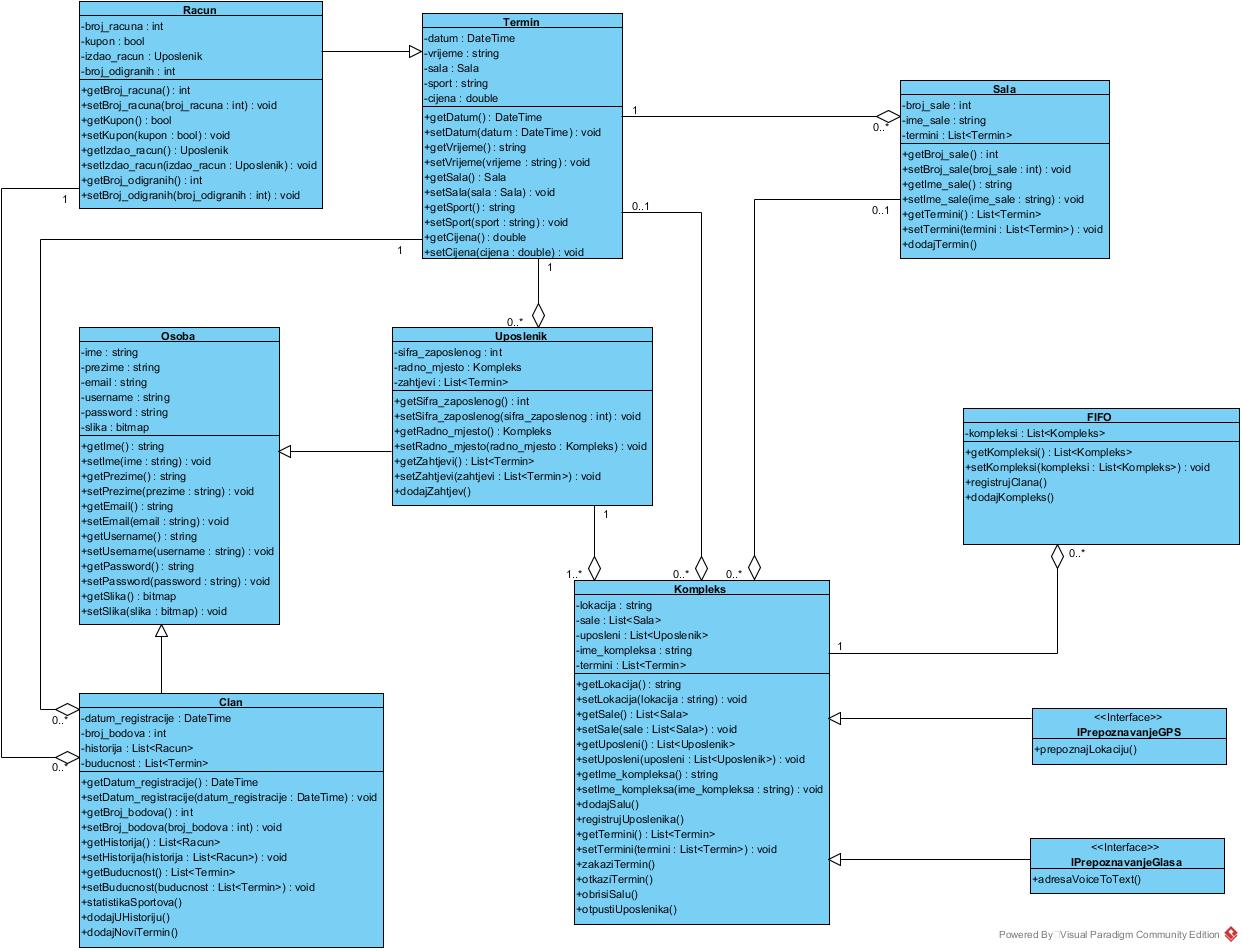 Racun
-broj_racuna : int
-kupon : bool
-izdao_racun : Uposlenik
-broj_odigranih : int
+getBroj_racuna() : int
+setBroj_racuna(broj_racuna : int) : void
+getKupon() : bool
+setKupon(kupon : bool) : void
+getIzdao_racun() : Uposlenik
+setIzdao_racun(izdao_racun : Uposlenik) : void
+getBroj_odigranih() : int
+setBroj_odigranih(broj_odigranih : int) : void
1
Termin
-datum : DateTime
-vrijeme : string
-sala : Sala
-sport : string
-cijena : double
+getDatum() : DateTime
+setDatum(datum : DateTime) : void
+getVrijeme() : string
+setVrijeme(vrijeme : string) : void
+getSala() : Sala
+setSala(sala : Sala) : void
+getSport() : string
+setSport(sport : string) : void
+getCijena() : double
+setCijena(cijena : double) : void
1
0..*
0..1
1
1
0..*
Sala
-broj_sale : int
-ime_sale : string
-termini : List<Termin>
+getBroj_sale() : int
+setBroj_sale(broj_sale : int) : void
+getIme_sale() : string
+setIme_sale(ime_sale : string) : void
+getTermini() : List<Termin>
+setTermini(termini : List<Termin>) : void
+dodajTermin()
0..1
Osoba
-ime : string
-prezime : string
-email : string
-username : string
-password : string
-slika : bitmap
+getIme() : string
+setIme(ime : string) : void
+getPrezime() : string
+setPrezime(prezime : string) : void
+getEmail() : string
+setEmail(email : string) : void
+getUsername() : string
+setUsername(username : string) : void
+getPassword() : string
+setPassword(password : string) : void
+getSlika() : bitmap
+setSlika(slika : bitmap) : void
Uposlenik
-sifra_zaposlenog : int
-radno_mjesto : Kompleks
-zahtjevi : List<Termin>
+getSifra_zaposlenog() : int
+setSifra_zaposlenog(sifra_zaposlenog : int) : void
+getRadno_mjesto() : Kompleks
+setRadno_mjesto(radno_mjesto : Kompleks) : void
+getZahtjevi() : List<Termin>
+setZahtjevi(zahtjevi : List<Termin>) : void
+dodajZahtjev()
1
1..*
0..*
0..*
FIFO
-kompleksi : List<Kompleks>
+getKompleksi() : List<Kompleks>
+setKompleksi(kompleksi : List<Kompleks>) : void
+registrujClana()
+dodajKompleks()
0..*
1
Kompleks
-lokacija : string
-sale : List<Sala>
-uposleni : List<Uposlenik>
-ime_kompleksa : string
-termini : List<Termin>
+getLokacija() : string
+setLokacija(lokacija : string) : void
+getSale() : List<Sala>
+setSale(sale : List<Sala>) : void
+getUposleni() : List<Uposlenik>
+setUposleni(uposleni : List<Uposlenik>) : void
+getIme_kompleksa() : string
+setIme_kompleksa(ime_kompleksa : string) : void
+dodajSalu()
+registrujUposlenika()
+getTermini() : List<Termin>
+setTermini(termini : List<Termin>) : void
+zakaziTermin()
+otkaziTermin()
+obrisiSalu()
+otpustiUposlenika()
0..*
0..*
Clan
-datum_registracije : DateTime
-broj_bodova : int
-historija : List<Racun>
-buducnost : List<Termin>
+getDatum_registracije() : DateTime
+setDatum_registracije(datum_registracije : DateTime) : void
+getBroj_bodova() : int
+setBroj_bodova(broj_bodova : int) : void
+getHistorija() : List<Racun>
+setHistorija(historija : List<Racun>) : void
+getBuducnost() : List<Termin>
+setBuducnost(buducnost : List<Termin>) : void
+statistikaSportova()
+dodajUHistoriju()
+dodajNoviTermin()
<<Interface>>
IPrepoznavanjeGPS
+prepoznajLokaciju()
<<Interface>>
IPrepoznavanjeGlasa
+adresaVoiceToText()
Powered By Visual Paradigm Community Edition